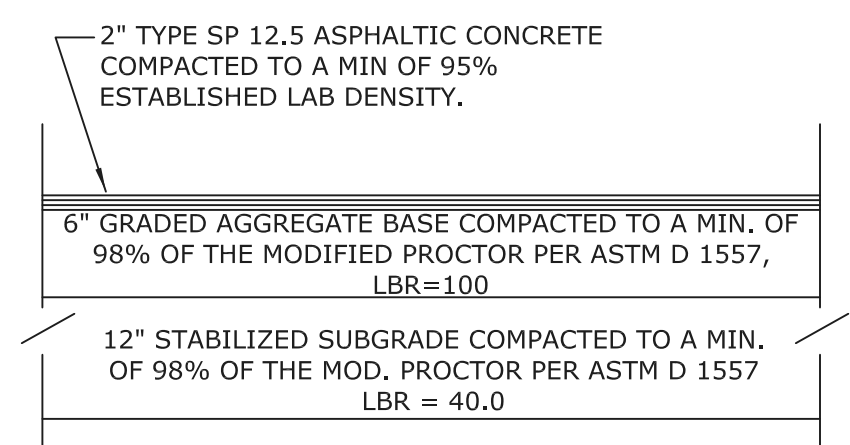 2" TYPE SP 12.5 ASPHALTIC CONCRETE
COMPACTED TO A MIN OF 95%
ESTABLISHED LAB DENSITY.
6" GRADED AGGREGATE BASE COMPACTED TO A MIN. OF
98% OF THE MODIFIED PROCTOR PER ASTM D 1557,
LBR=100
12" STABILIZED SUBGRADE COMPACTED TO A MIN.
OF 98% OF THE MOD. PROCTOR PER ASTM D 1557
LBR = 40.0